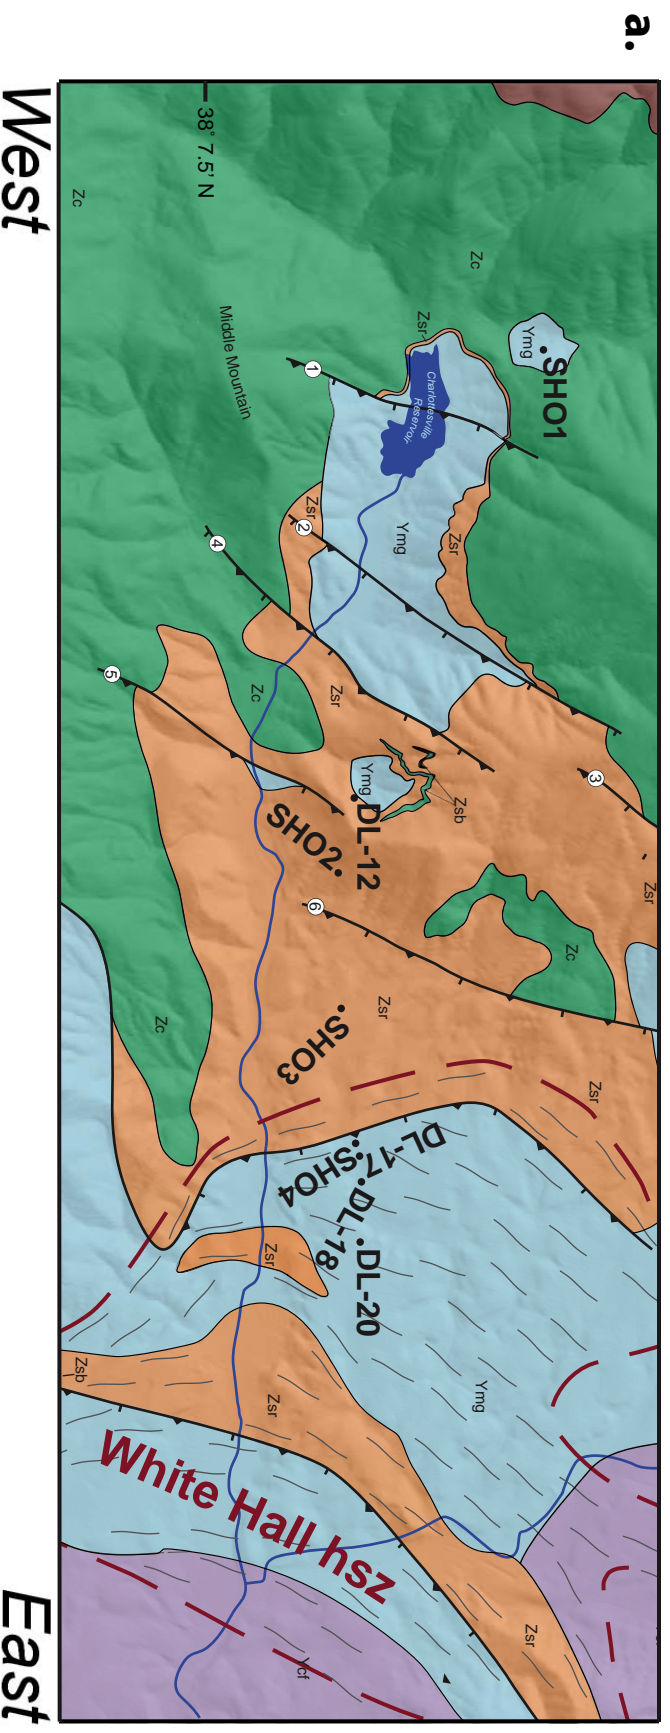 a.
West
East
38° 7.5' N
Zc
Zc
Middle Mountain
Zsr
Ymg
SHO1
1
Charlottesville
Reservoir
Zsr
2
Ymg
Zsr
4
5
Zc
Zsr
3
Ymg
Zsb
DL-12
SHO2
Zsr
6
Zc
Zsr
Zc
SHO3
Zsr
DL-17
SHO4
DL-18
DL-20
Zsr
Ymg
Zsb
Zsr
White Hall hsz
Zsr
Ycf